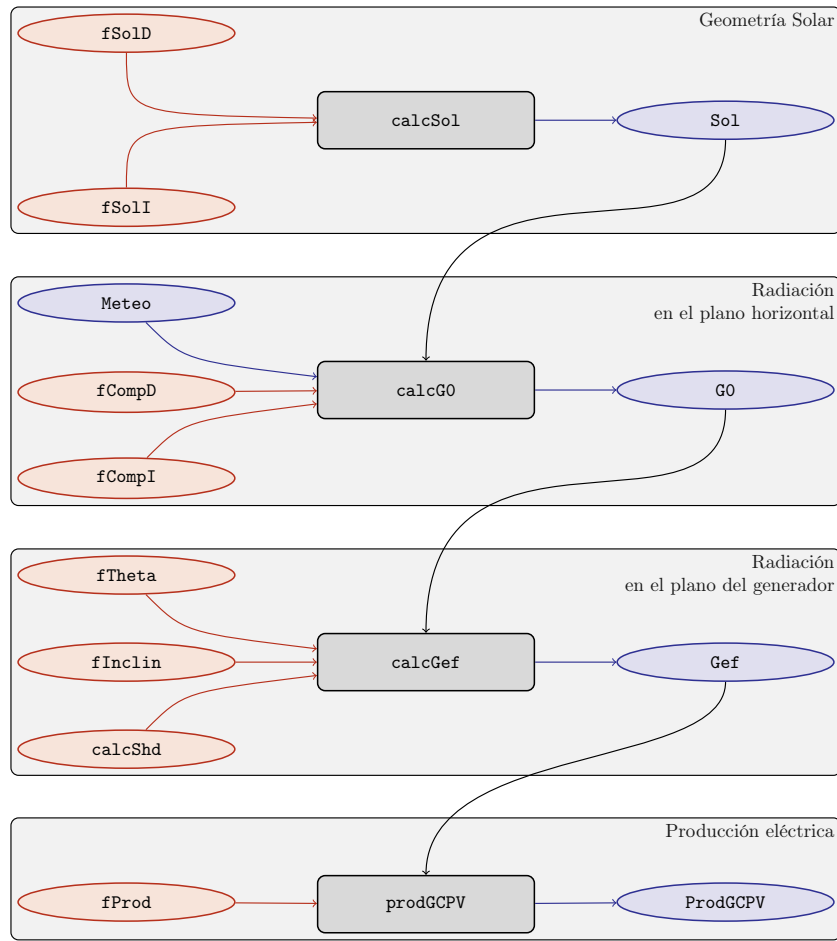 Geometría Solar
fSolD
calcSol
Sol
fSolI
Radiación
en el plano horizontal
Meteo
fCompD
calcG0
G0
fCompI
Radiación
en el plano del generador
fTheta
fInclin
calcGef
Gef
calcShd
Producción eléctrica
fProd
prodGCPV
ProdGCPV